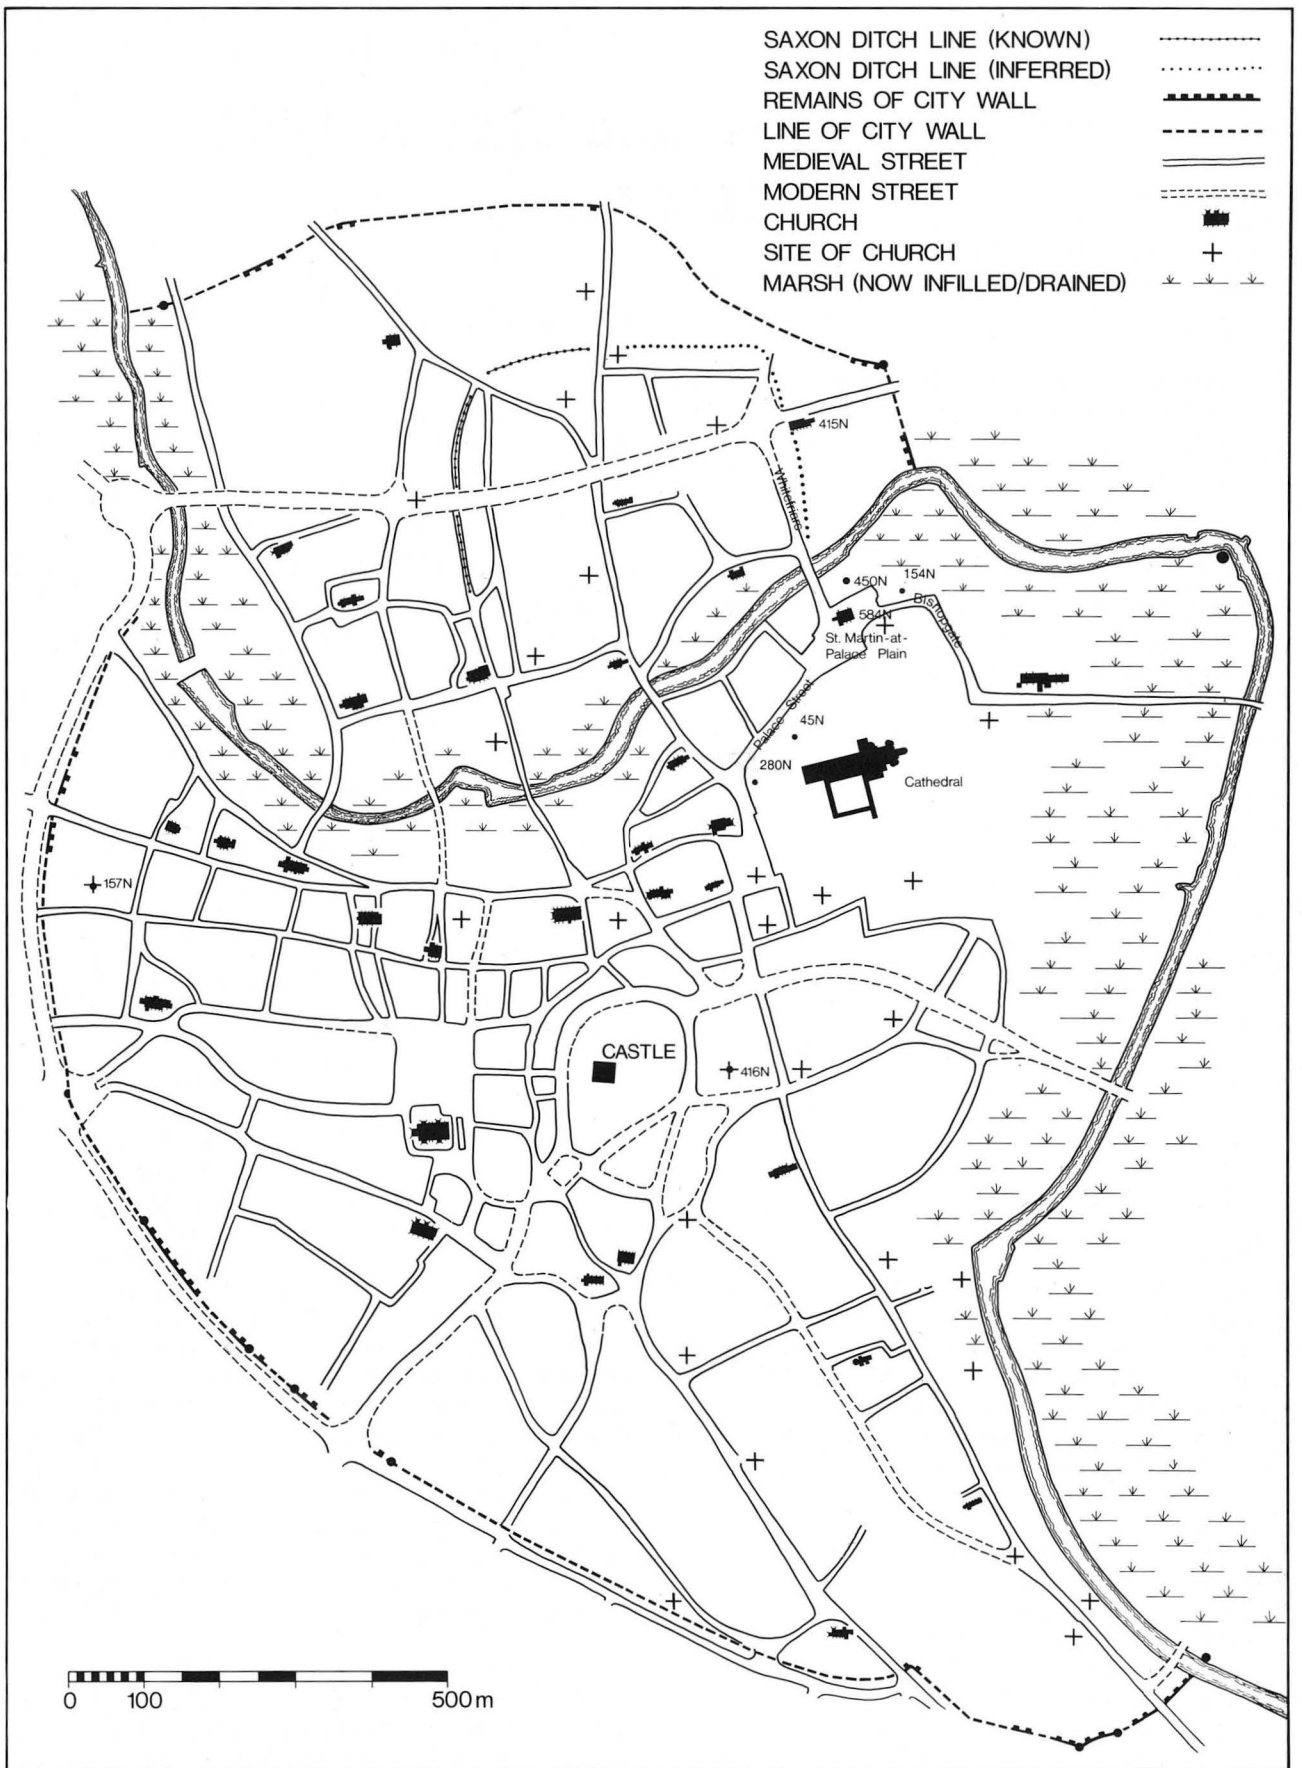 SAXON DITCH LINE (KNOWN)
SAXON DITCH LINE (INFERRED)
REMAINS OF CITY WALL
LINE OF CITY WALL
MEDIEVAL STREET
MODERN STREET
CHURCH
SITE OF CHURCH
MARSH (NOW INFILLED/DRAINED)
415N
Whitefriars
450N
154N
Bishopgate
584N
St. Martin-at-
Palace Plain
Palace Street
45N
280N
Cathedral
157N
CASTLE
416N
0 100 500m